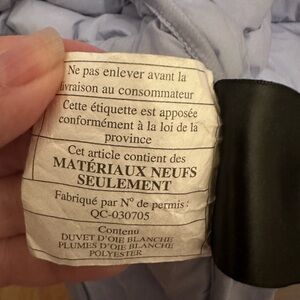 Ne pas enlever avant la
livraison au consommateur
Cette étiquette est apposée
conformément à la loi de la
province
Cet article contient des
MATÉRIAUX NEUFS
SEULEMENT
Fabriqué par Nº de permis :
QC-030705
Contenu
DUVET D'OIE BLANCHE
PLUMES D'OIE BLANCHE
POLYESTER